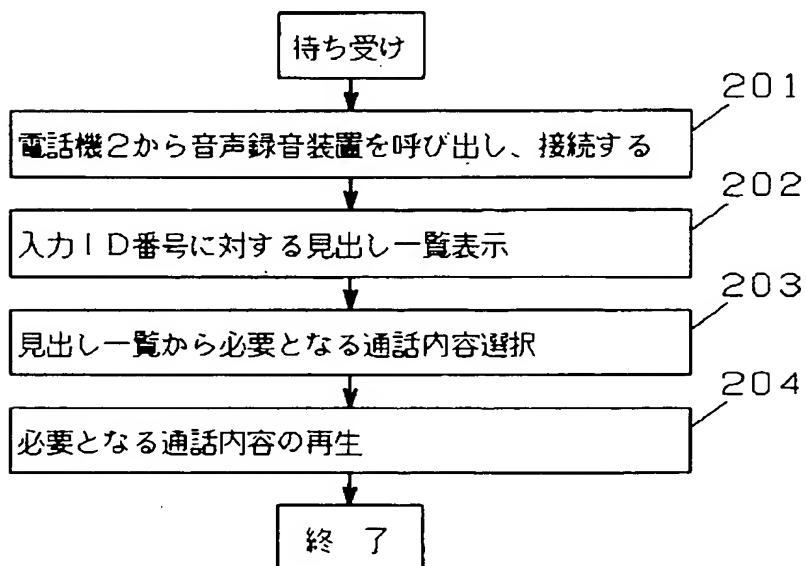 待ち受け
201
電話機2から音声録音装置を呼び出し、接続する
202
入力ID番号に対する見出し一覧表示
203
見出し一覧から必要となる通話内容選択
204
必要となる通話内容の再生
終 了